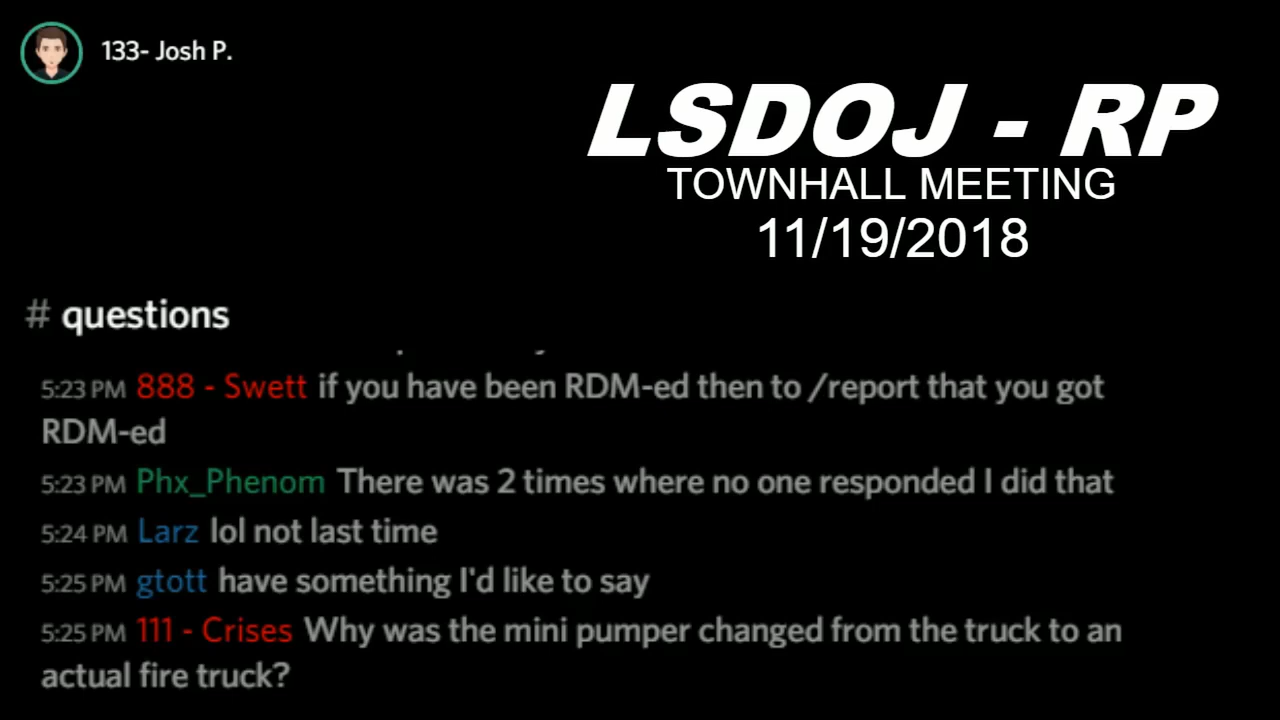 133- Josh P.
LSDOJ - RP
TOWNHALL MEETING
11/19/2018
# questions
5:23 PM 888 - Swett if you have been RDM-ed then to /report that you got
RDM-ed
5:23 PM Phx_Phenom There was 2 times where no one responded I did that
5:24 PM Larz lol not last time
5:25 PM gtott have something I'd like to say
5:25 PM 111 - Crises Why was the mini pumper changed from the truck to an
actual fire truck?